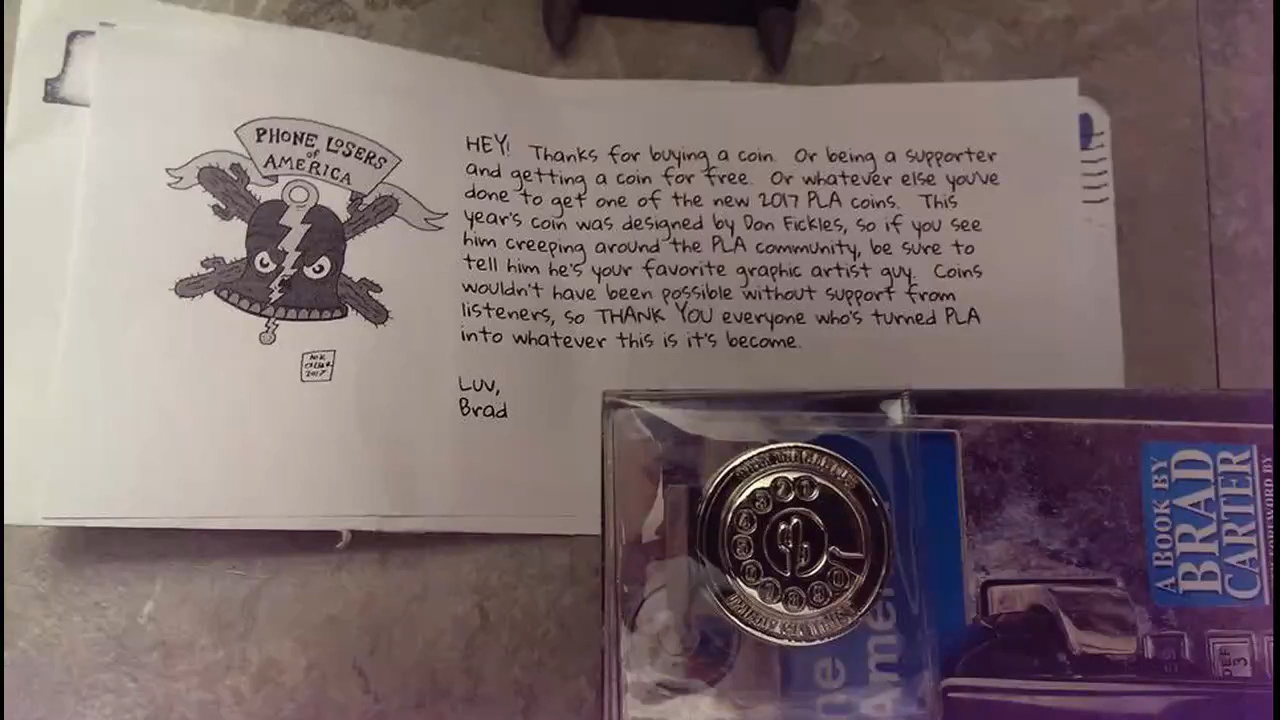 PHONE LOSERS
of
AMERICA
HEY! Thanks for buying a coin. Or being a supporter
and getting a coin for free. Or whatever else you've
done to get one of the new 2017 PLA coins. This
year's coin was designed by Don Fickles, so if you see
him creeping around the PLA community, be sure to
tell him he's your favorite graphic artist guy. Coins
wouldn't have been possible without support from
listeners, so THANK YOU everyone who's turned PLA
into whatever this is it's become.
Luv,
Brad
2017
A BOOK BY
BRAD
CARTER
FOREWORD BY
DEF
3